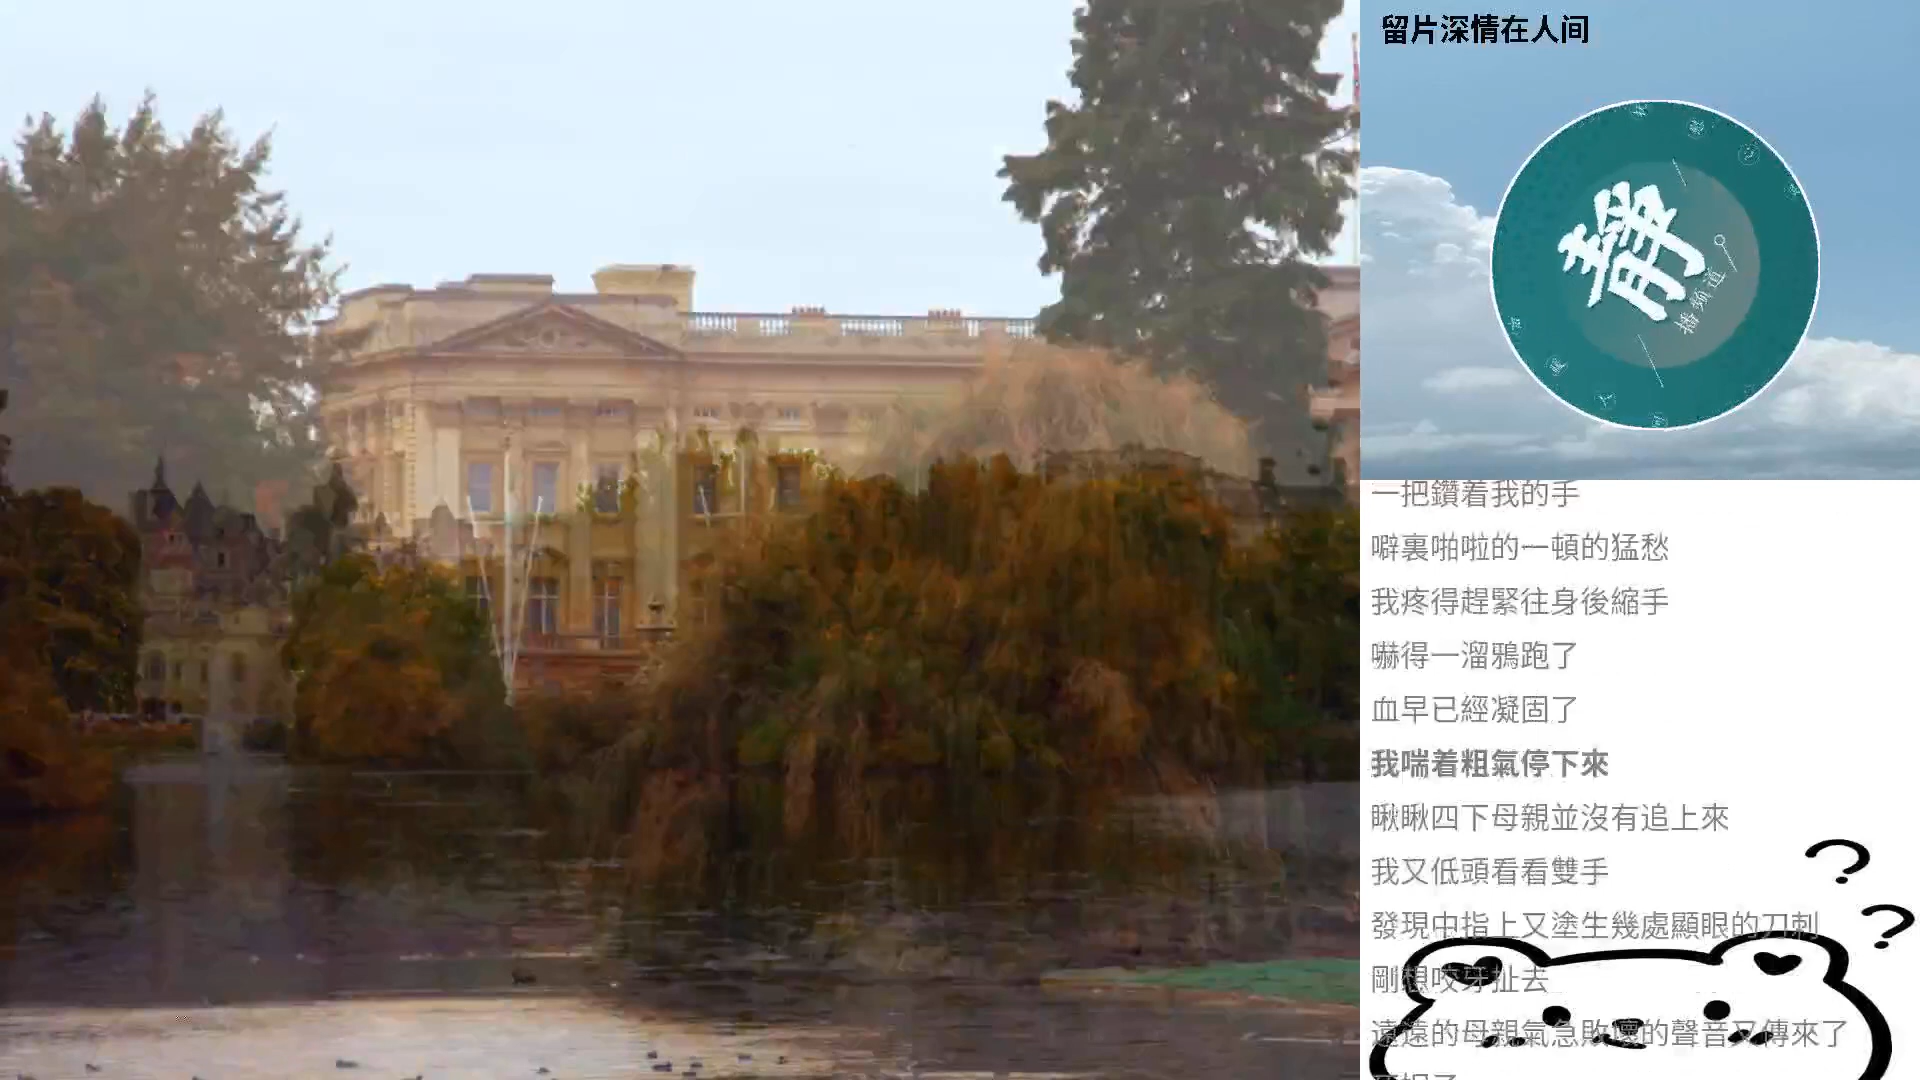 留片深情在人间
靜
播頻道
一把鑽着我的手
噼裏啪啦的一頓的猛愁
我疼得趕緊往身後縮手
嚇得一溜鴉跑了
血早已經凝固了
我喘着粗氣停下來
瞅瞅四下母親並沒有追上來
我又低頭看看雙手
發現中指上又塗生幾處顯眼的刀刺
剛想咬牙扯去
遠遠的母親氣急敗壞的聲音又傳來了